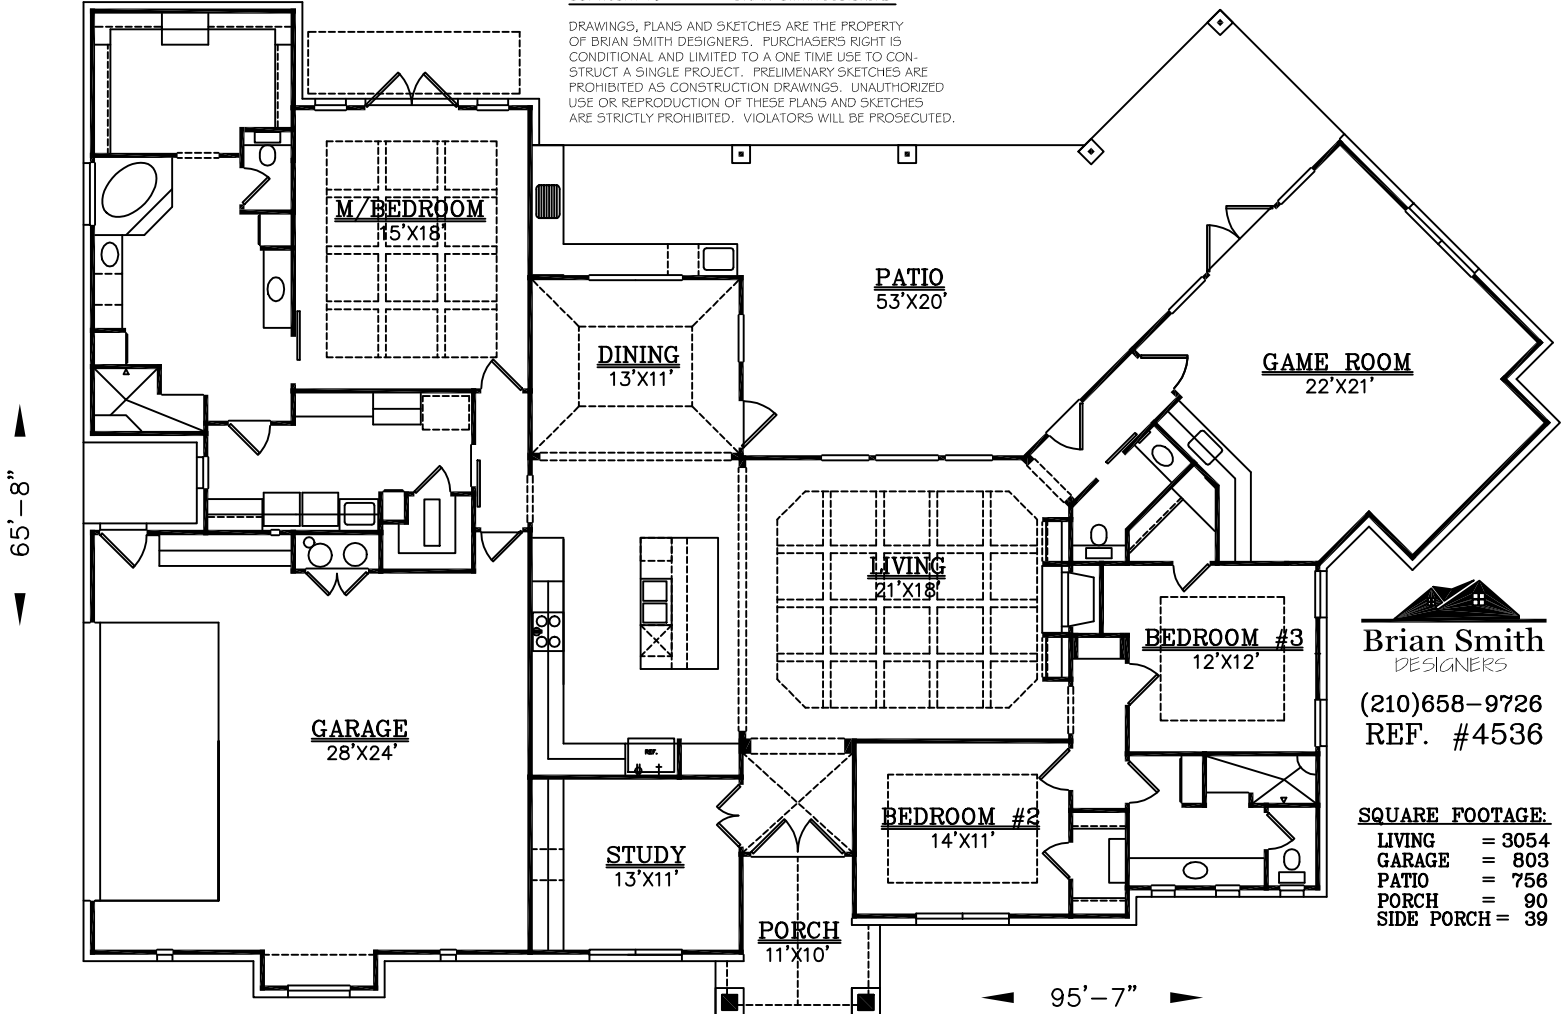 DRAWINGS, PLANS AND SKETCHES ARE THE PROPERTY
OF BRIAN SMITH DESIGNERS. PURCHASER'S RIGHT IS
CONDITIONAL AND LIMITED TO A ONE TIME USE TO CON-
STRUCT A SINGLE PROJECT. PRELIMENARY SKETCHES ARE
PROHIBITED AS CONSTRUCTION DRAWINGS. UNAUTHORIZED
USE OR REPRODUCTION OF THESE PLANS AND SKETCHES
ARE STRICTLY PROHIBITED. VIOLATORS WILL BE PROSECUTED.
M/BEDROOM
15'X18'
PATIO
53'X20'
DINING
13'X11'
GAME ROOM
22'X21'
65'-8"
LIVING
21'X18'
BEDROOM #3
12'X12'
Brian Smith
DESIGNERS
(210)658-9726
REF. #4536
GARAGE
28'X24'
REF.
BEDROOM #2
14'X11'
STUDY
13'X11'
PORCH
11'X10'
SQUARE FOOTAGE:
LIVING = 3054
GARAGE = 803
PATIO = 756
PORCH = 90
SIDE PORCH = 39
95'-7"